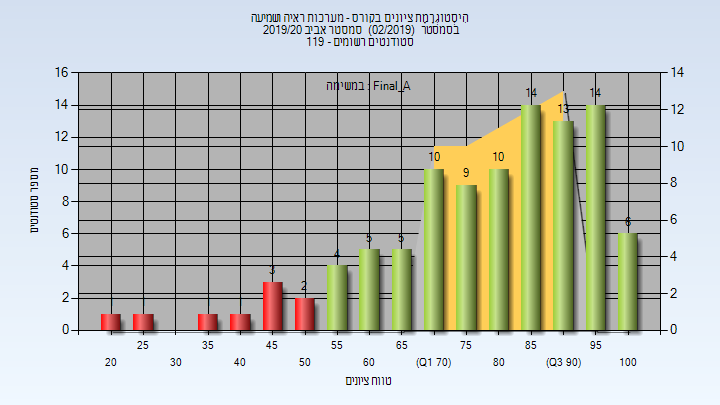 היסטוגרמת ציונים בקורס - מערכות ראיה ושמיעה
בסמסטר (02/2019) סמסטר אביב 2019/20
סטודנטים רשומים - 119
במשימה : Final_A
מספר סטודנטים
16 14 12 10 8 6 4 2 0
14 12 10 8 6 4 2 0
3 2 4 5 5 10 9 10 14 13 14 6
25 35 45 55 65 75 85 95
20 30 40 50 60 (Q1 70) 80 (Q3 90) 100
טווח ציונים